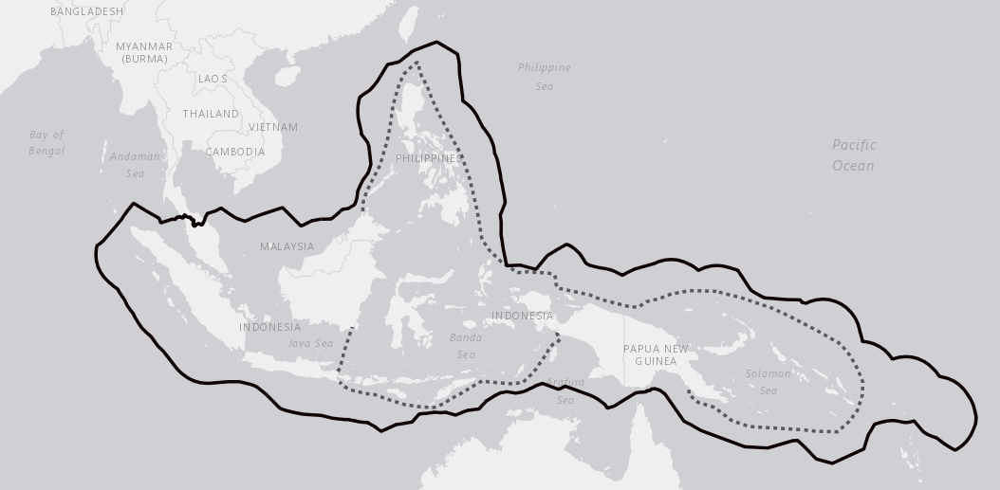 BANGLADESH
MYANMAR
(BURMA)
LAOS
THAILAND
VIETNAM
CAMBODIA
Bay of
Bengal
Andaman
Sea
Philippine
Sea
Pacific
Ocean
PHILIPPINES
MALAYSIA
INDONESIA
INDONESIA
Java Sea
Banda
Sea
PAPUA NEW
GUINEA
Arafura
Sea
Solomon
Sea